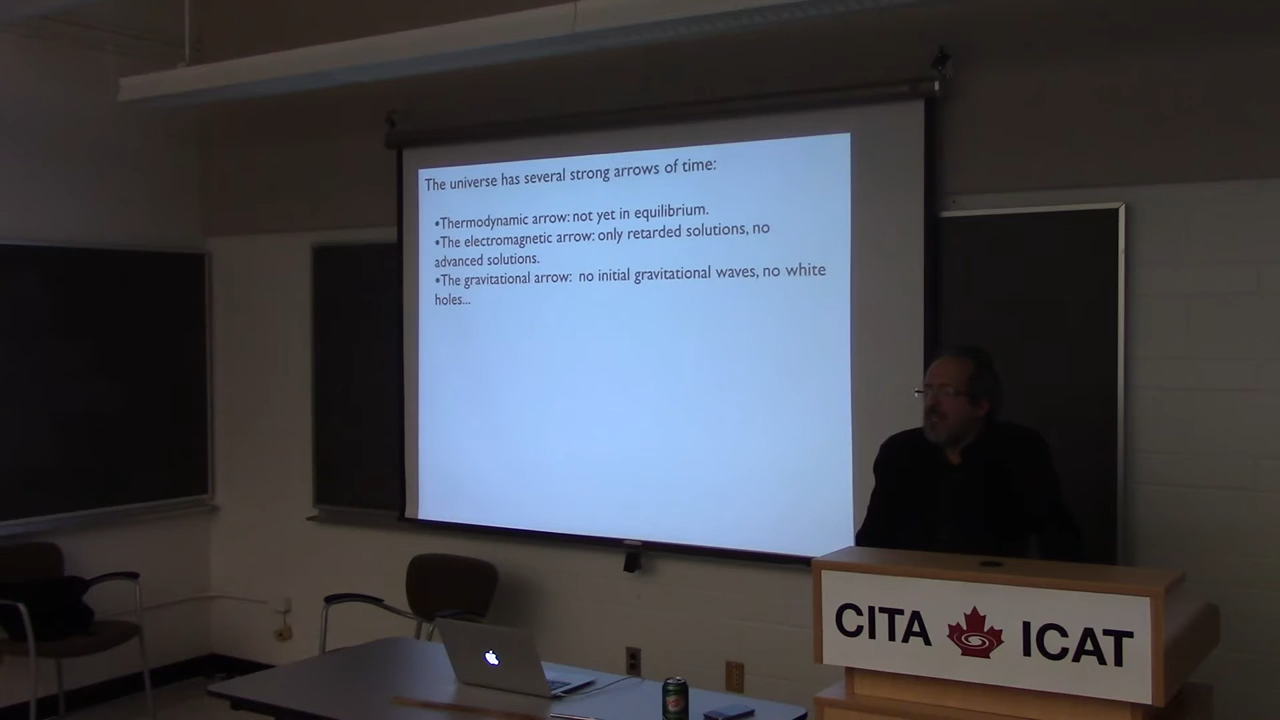 The universe has several strong arrows of time:
•Thermodynamic arrow: not yet in equilibrium.
•The electromagnetic arrow: only retarded solutions, no
advanced solutions.
•The gravitational arrow:  no initial gravitational waves, no white
holes...
CITA ICAT